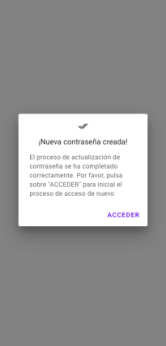 ¡Nueva contraseña creada!
El proceso de actualización de
contraseña se ha completado
correctamente. Por favor, pulsa
sobre "ACCEDER" para inicial el
proceso de acceso de nuevo
ACCEDER